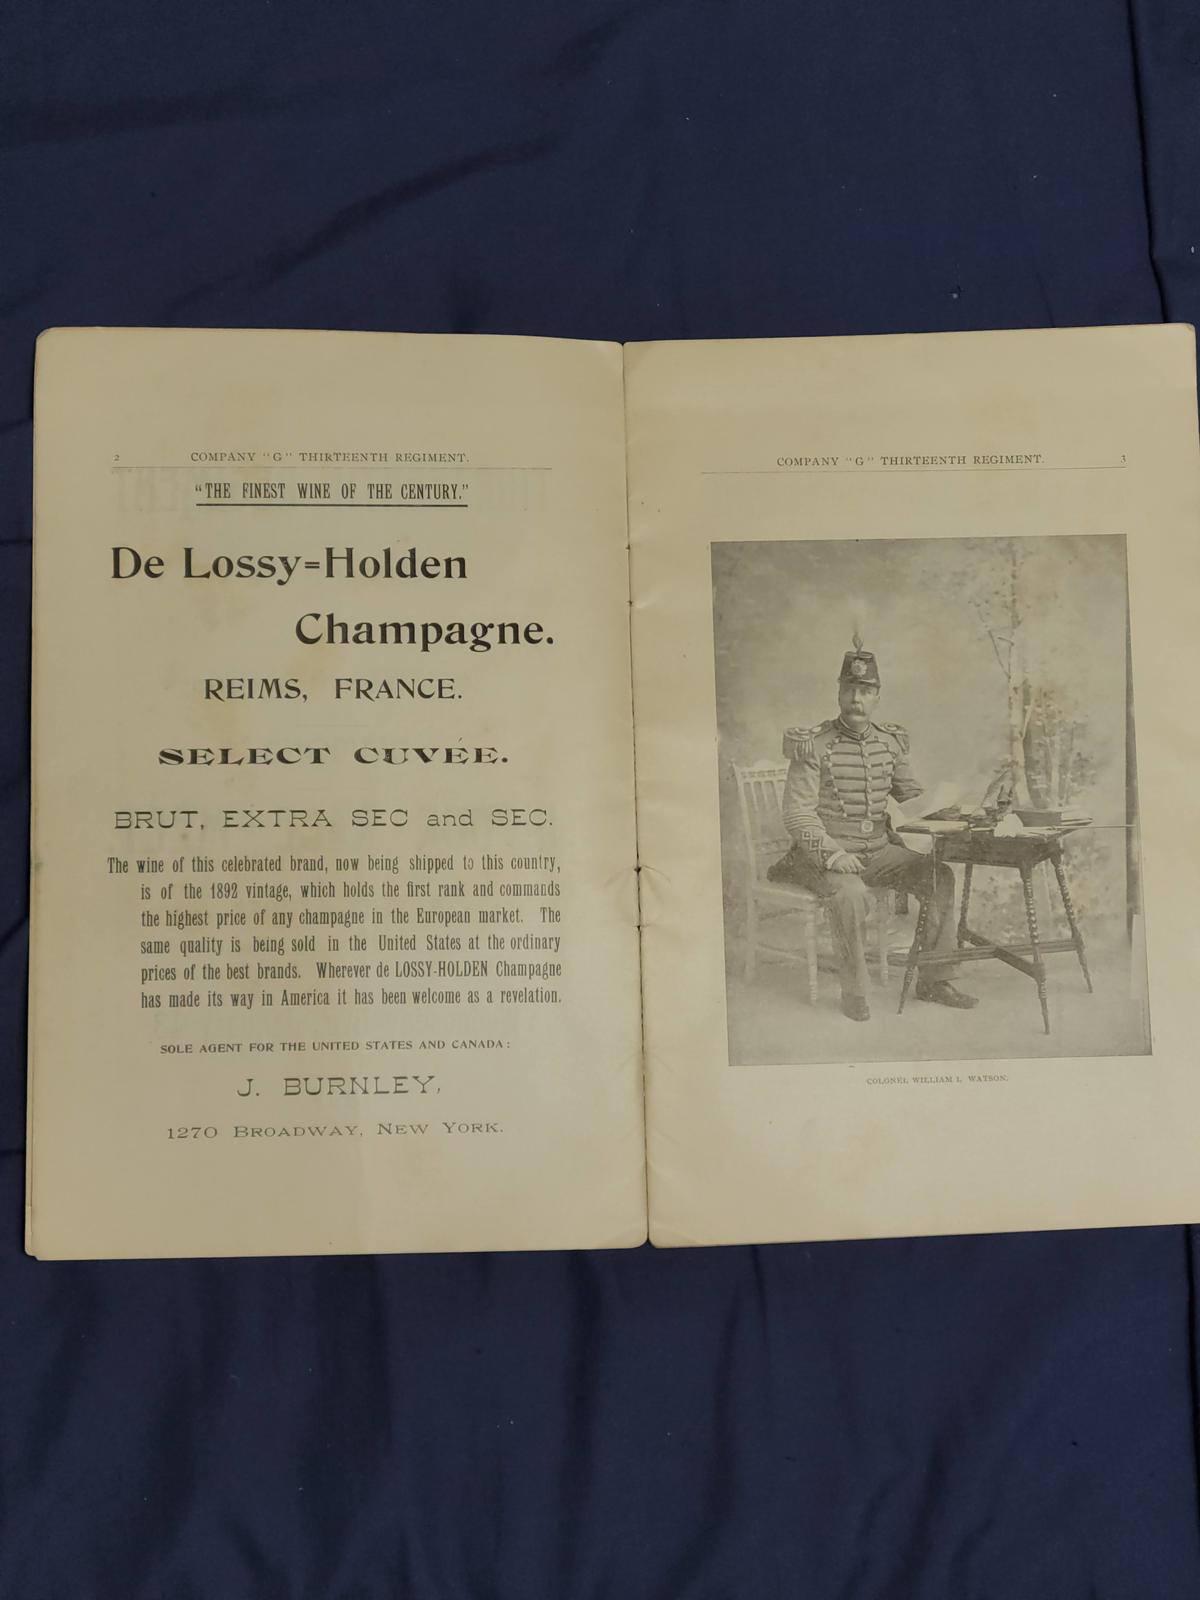 2 COMPANY "G" THIRTEENTH REGIMENT.
"THE FINEST WINE OF THE CENTURY."
De Lossy=Holden
Champagne.
REIMS, FRANCE.
SELECT CUVÉE.
BRUT, EXTRA SEC and SEC.
The wine of this celebrated brand, now being shipped to this country,
is of the 1892 vintage, which holds the first rank and commands
the highest price of any champagne in the European market. The
same quality is being sold in the United States at the ordinary
prices of the best brands. Wherever de LOSSY-HOLDEN Champagne
has made its way in America it has been welcome as a revelation.
SOLE AGENT FOR THE UNITED STATES AND CANADA:
J. BURNLEY,
1270 BROADWAY, NEW YORK.
COMPANY "G" THIRTEENTH REGIMENT. 3
COLONEL WILLIAM L. WATSON.